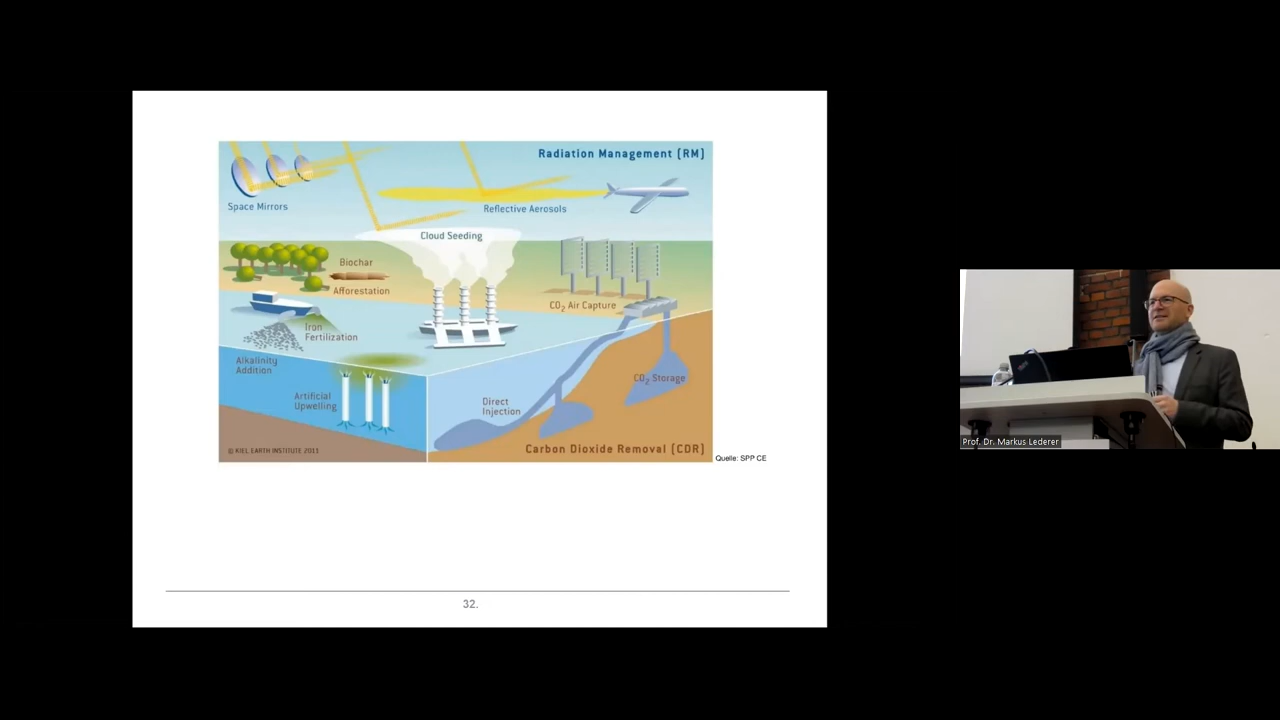 Radiation Management (RM)
Space Mirrors
Reflective Aerosols
Cloud Seeding
Biochar
Afforestation
CO₂ Air Capture
Iron
Fertilization
Alkalinity
Addition
CO₂ Storage
Artificial
Upwelling
Direct
Injection
Carbon Dioxide Removal (CDR)
© KIEL EARTH INSTITUTE 2011
Quelle: SPP CE
32.
Prof. Dr. Markus Lederer